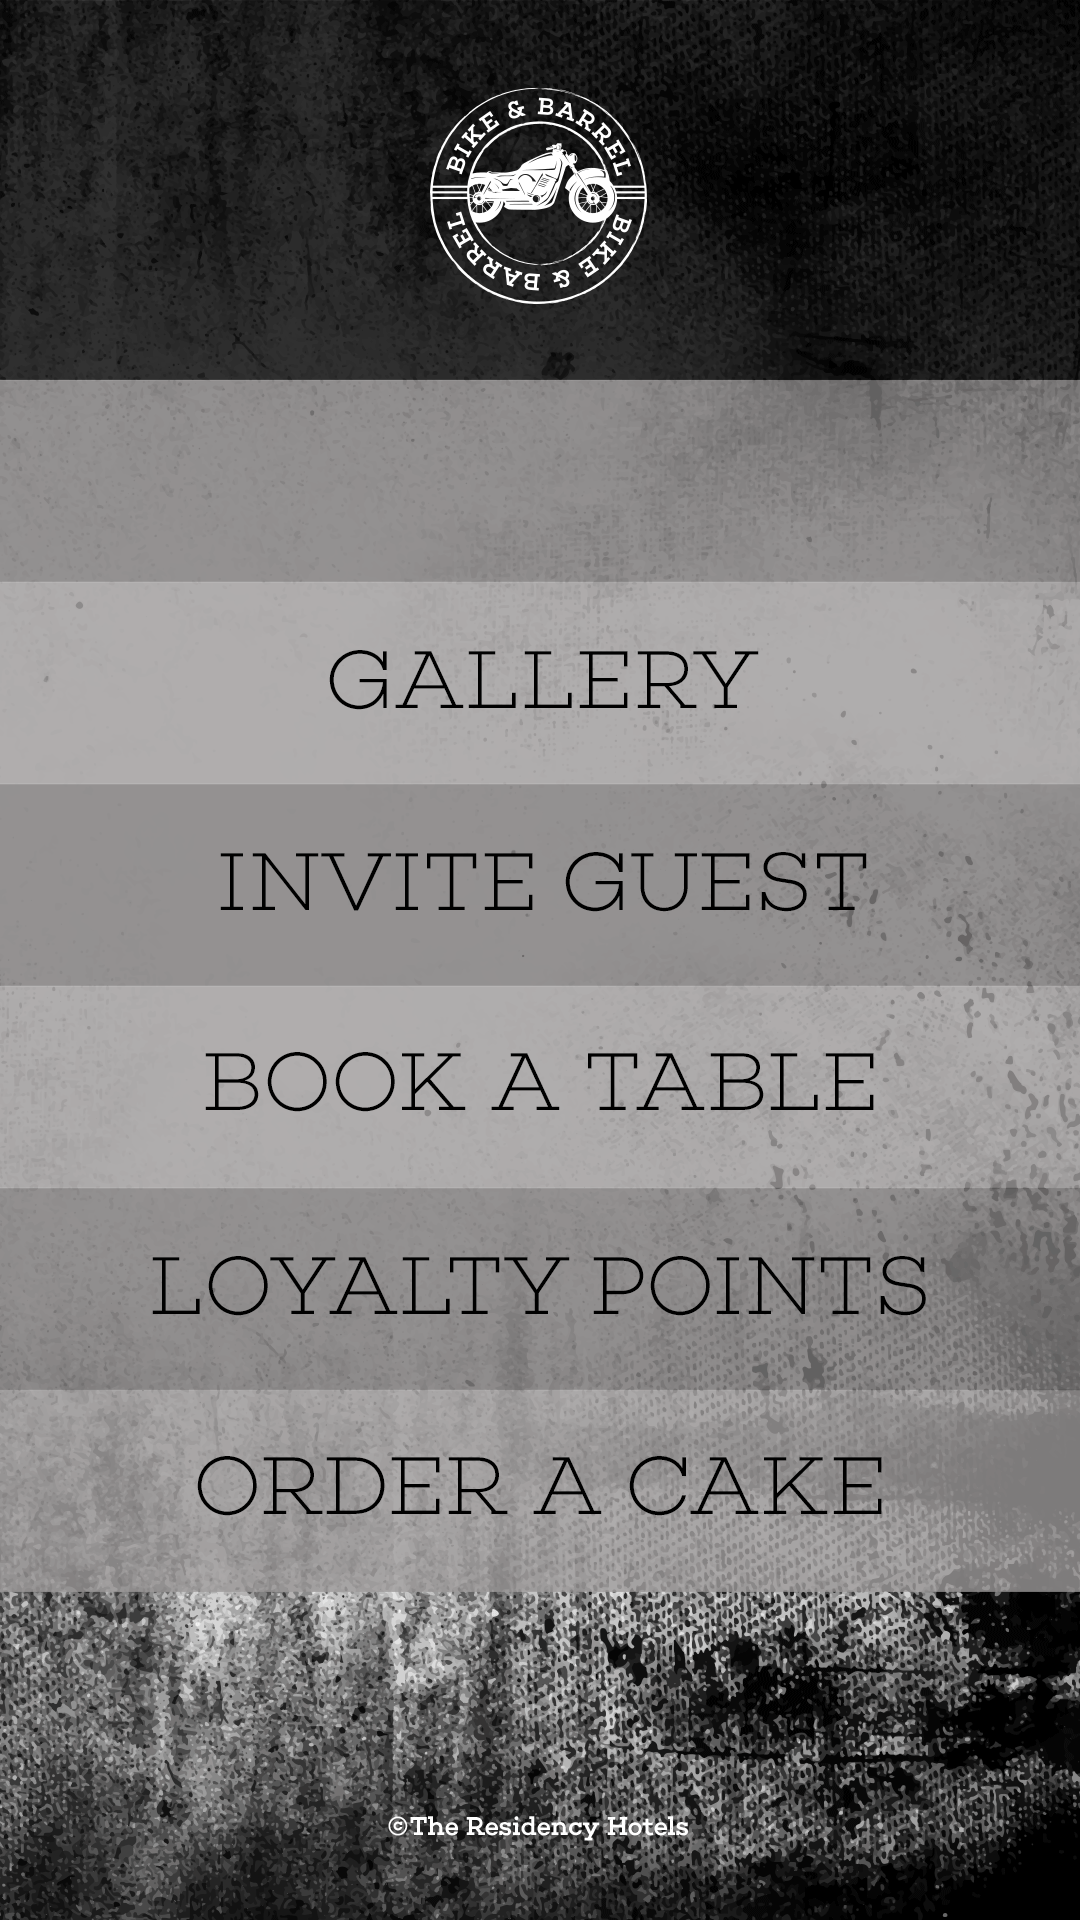 BIKE & BARREL
BIKE & BARREL
GALLERY
INVITE GUEST
BOOK A TABLE
LOYALTY POINTS
ORDER A CAKE
©The Residency Hotels